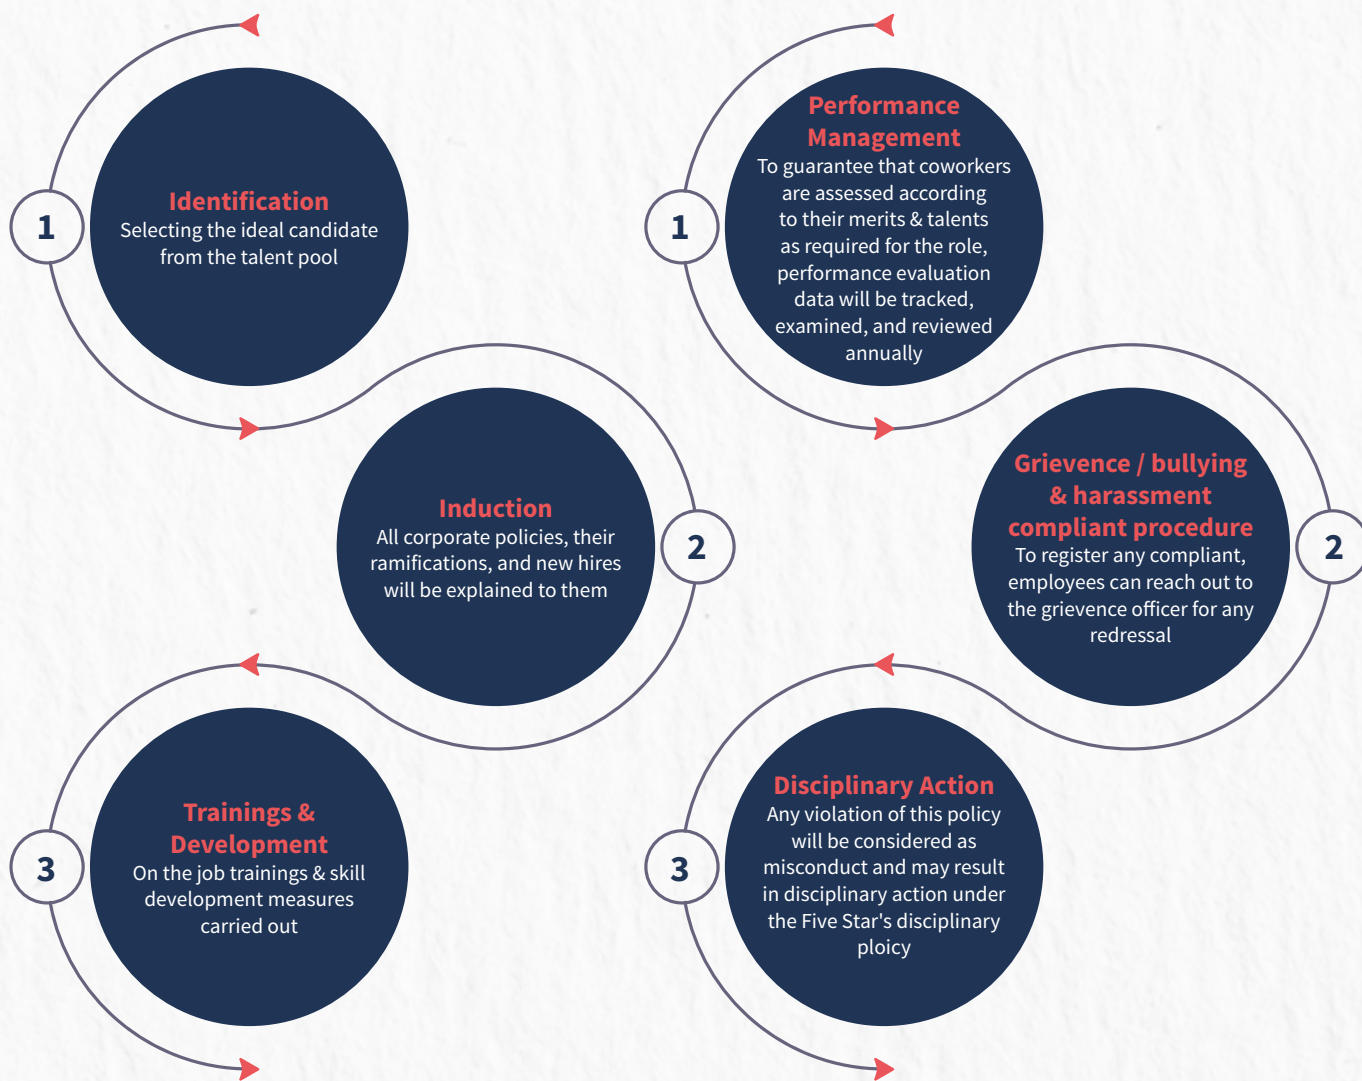 1
Identification
Selecting the ideal candidate
from the talent pool
2
Induction
All corporate policies, their
ramifications, and new hires
will be explained to them
3
Trainings &
Development
On the job trainings & skill
development measures
carried out
1
Performance
Management
To guarantee that coworkers
are assessed according
to their merits & talents
as required for the role,
performance evaluation
data will be tracked,
examined, and reviewed
annually
2
Grievence / bullying
& harassment
compliant procedure
To register any compliant,
employees can reach out to
the grievence officer for any
redressal
3
Disciplinary Action
Any violation of this policy
will be considered as
misconduct and may result
in disciplinary action under
the Five Star's disciplinary
ploicy